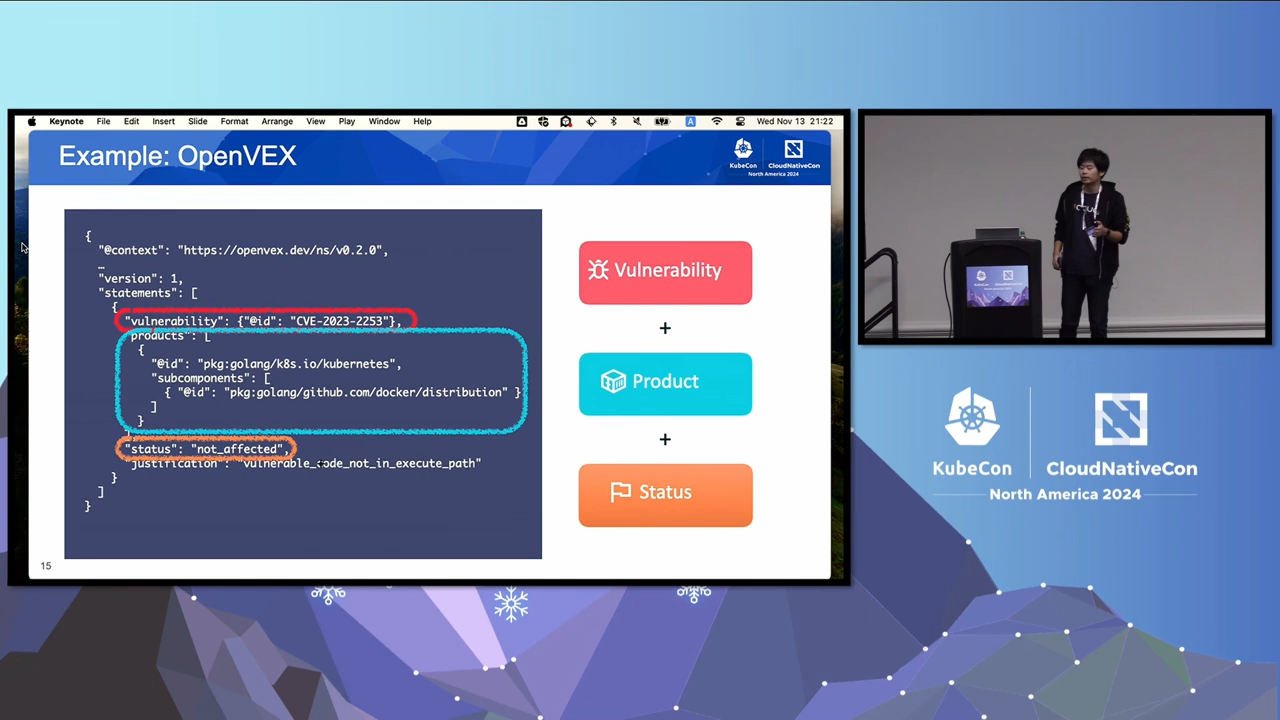 Keynote File Edit Insert Slide Format Arrange View Play Window Help A Wed Nov 13 21:22
Example: OpenVEX
KubeCon CloudNativeCon
North America 2024
{
"@context": "https://openvex.dev/ns/v0.2.0",
…
"version": 1,
"statements": [
{
"vulnerability": {"@id": "CVE-2023-2253"},
products": [
{
"@id": "pkg:golang/k8s.io/kubernetes",
"subcomponents": [
{ "@id": "pkg:golang/github.com/docker/distribution" }
]
}
"status": "not_affected",
justification : "vulnerable_code_not_in_execute_path"
}
]
}
Vulnerability
+
Product
+
Status
15
KubeCon CloudNativeCon
North America 2024